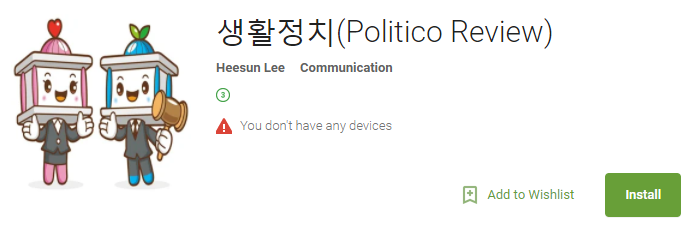 생활정치(Politico Review)
Heesun Lee Communication
3
You don't have any devices
Add to Wishlist Install